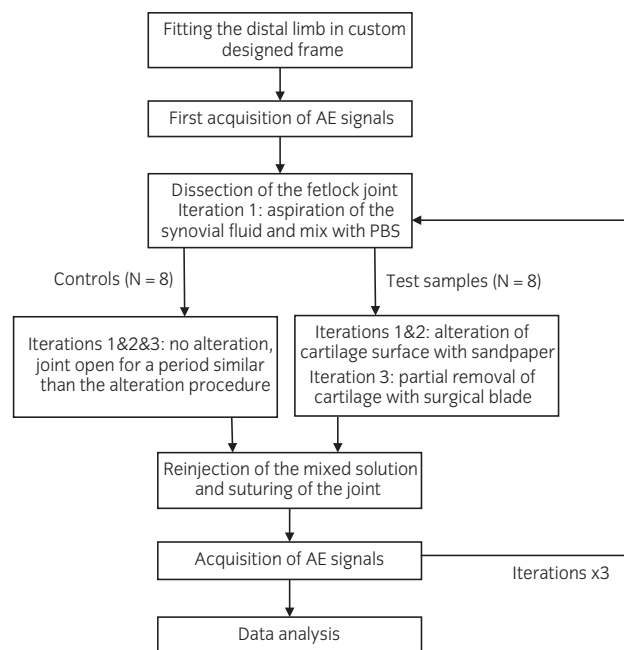 Fitting the distal limb in custom
designed frame
First acquisition of AE signals
Dissection of the fetlock joint
Iteration 1: aspiration of the
synovial fluid and mix with PBS
Controls (N = 8)
Test samples (N = 8)
Iterations 1&2&3: no alteration,
joint open for a period similar
than the alteration procedure
Iterations 1&2: alteration of
cartilage surface with sandpaper
Iteration 3: partial removal of
cartilage with surgical blade
Reinjection of the mixed solution
and suturing of the joint
Acquisition of AE signals
Iterations x3
Data analysis